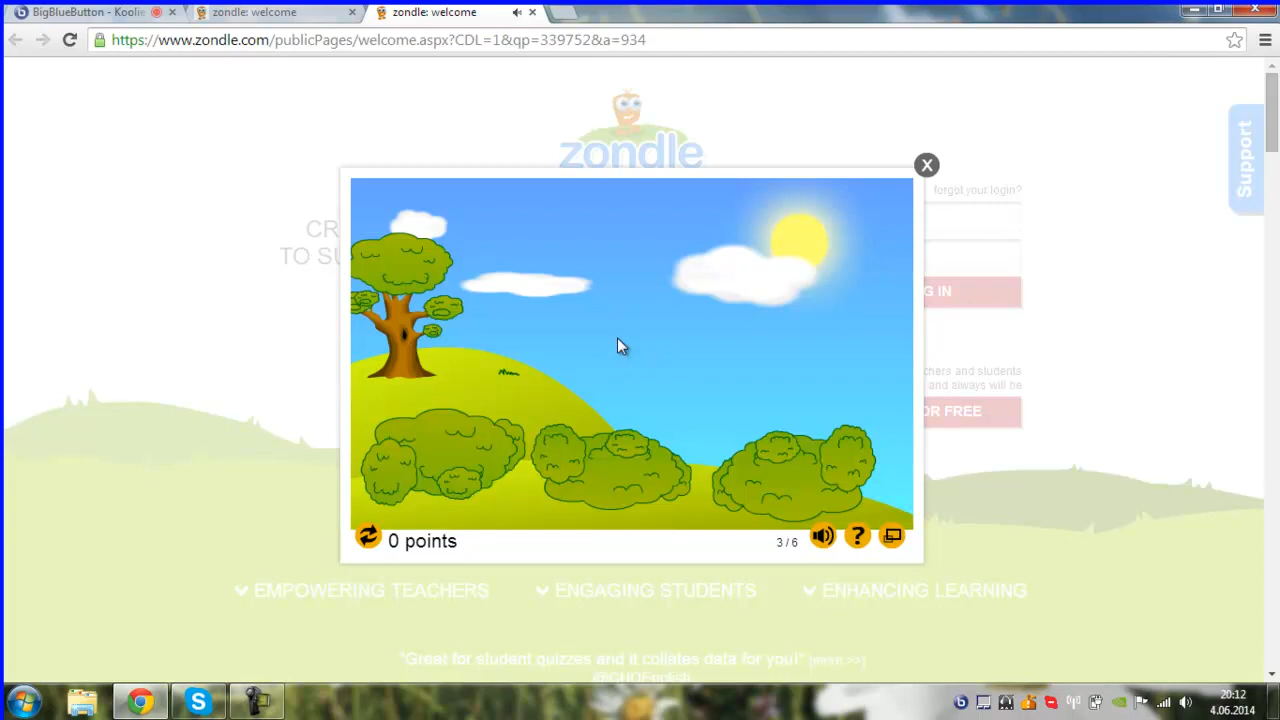 BigBlueButton - Koolie
zondle: welcome
zondle: welcome
https://www.zondle.com/publicPages/welcome.aspx?CDL=1&qp=339752&a=934
zondle
Support
X
forgot your login?
CR
TO SU
G IN
chers and students
and always will be
OR FREE
0 points
3 / 6
?
EMPOWERING TEACHERS
ENGAGING STUDENTS
ENHANCING LEARNING
"Great for student quizzes and it collates data for you!" [more >>]
@GHOEnglish
20:12
4.06.2014